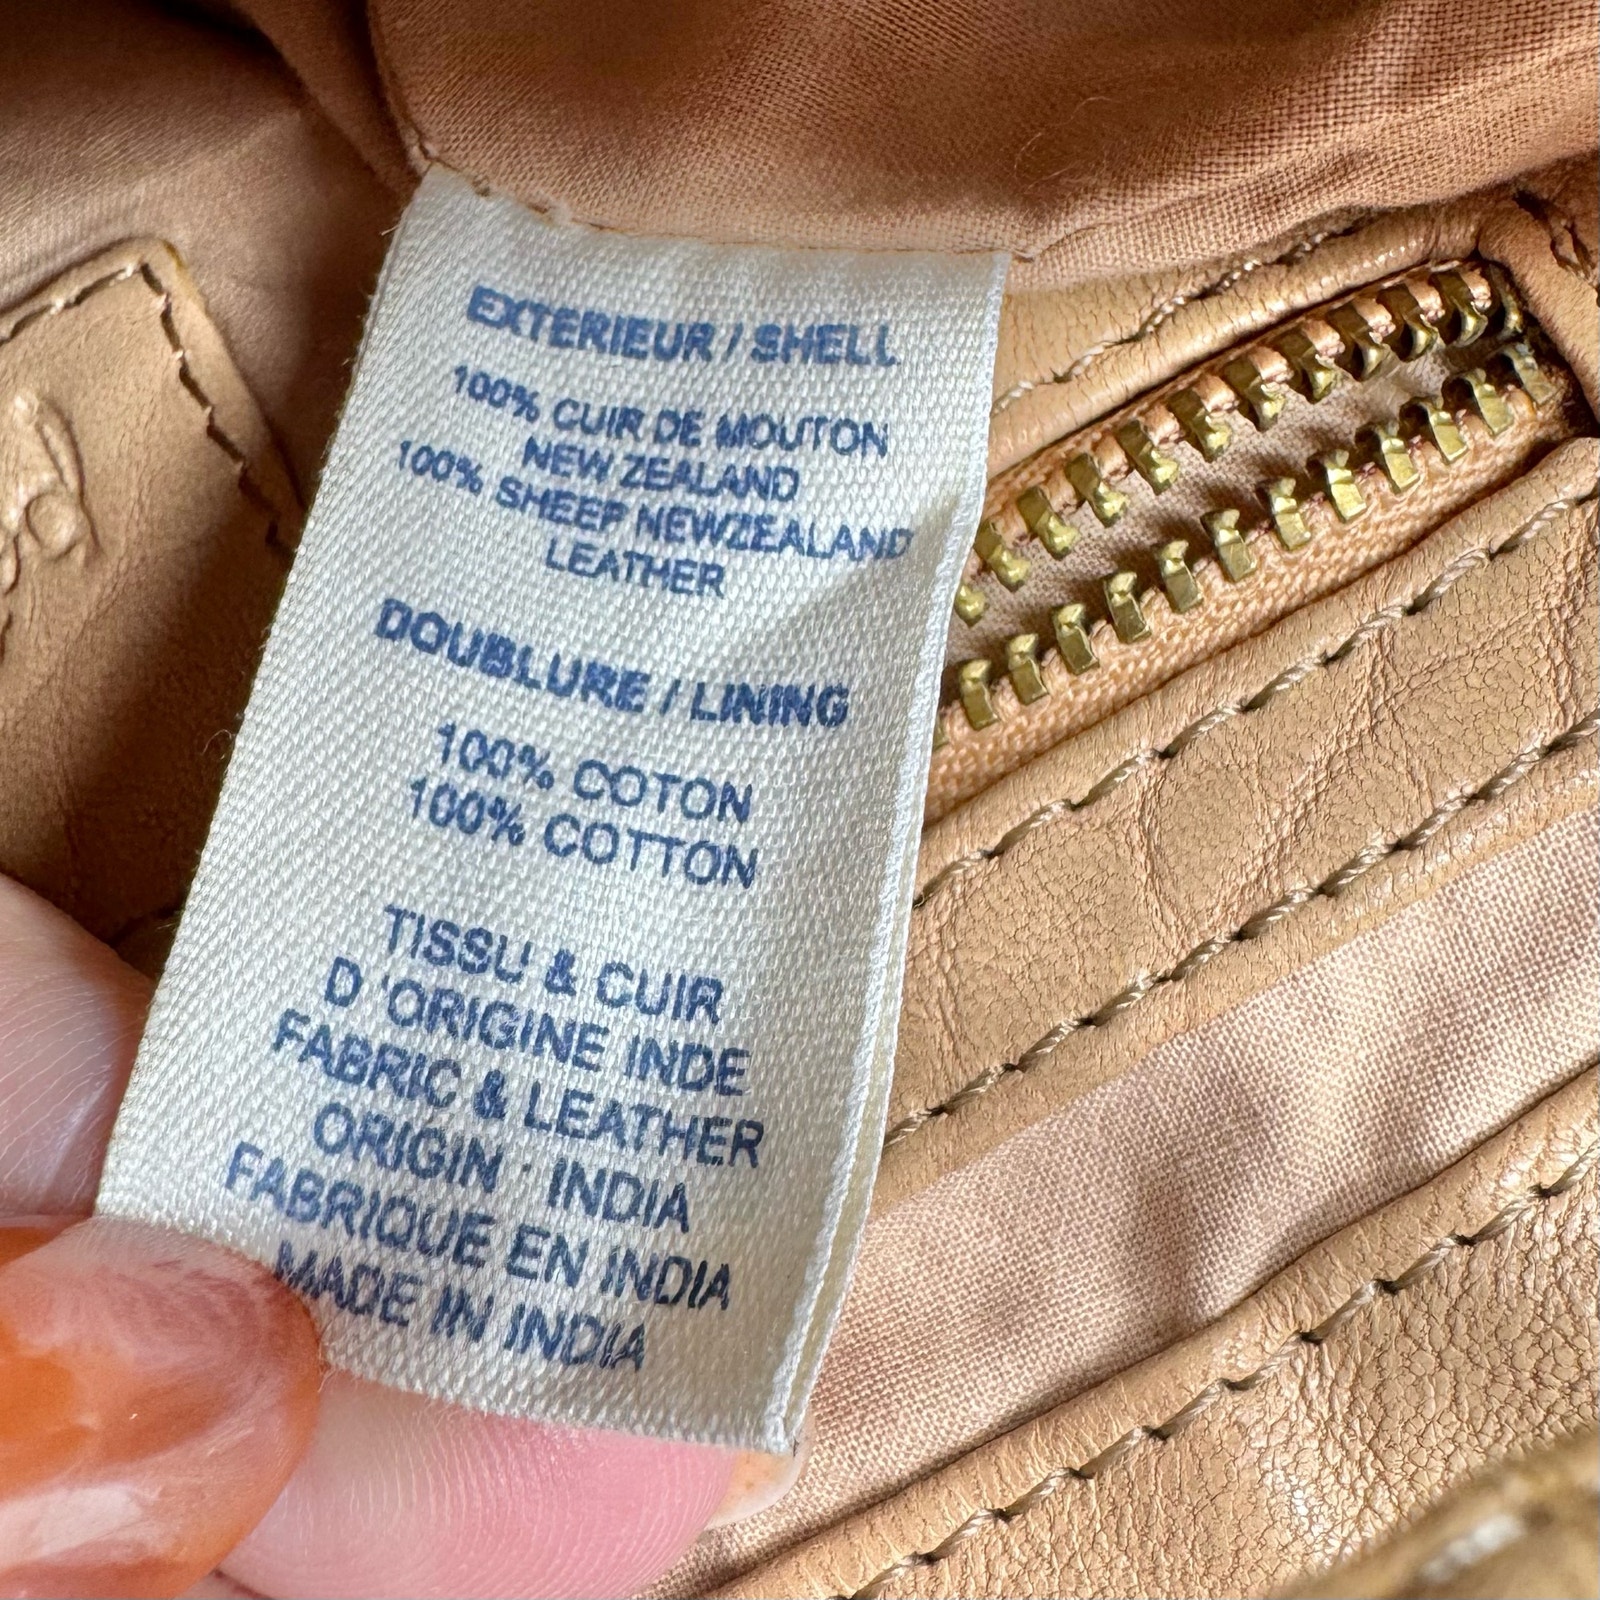 EXTERIEUR / SHELL
100% CUIR DE MOUTON
NEW ZEALAND
100% SHEEP NEWZEALAND
LEATHER
DOUBLURE / LINING
100% COTON
100% COTTON
TISSU & CUIR
D 'ORIGINE INDE
FABRIC & LEATHER
ORIGIN · INDIA
FABRIQUE EN INDIA
MADE IN INDIA